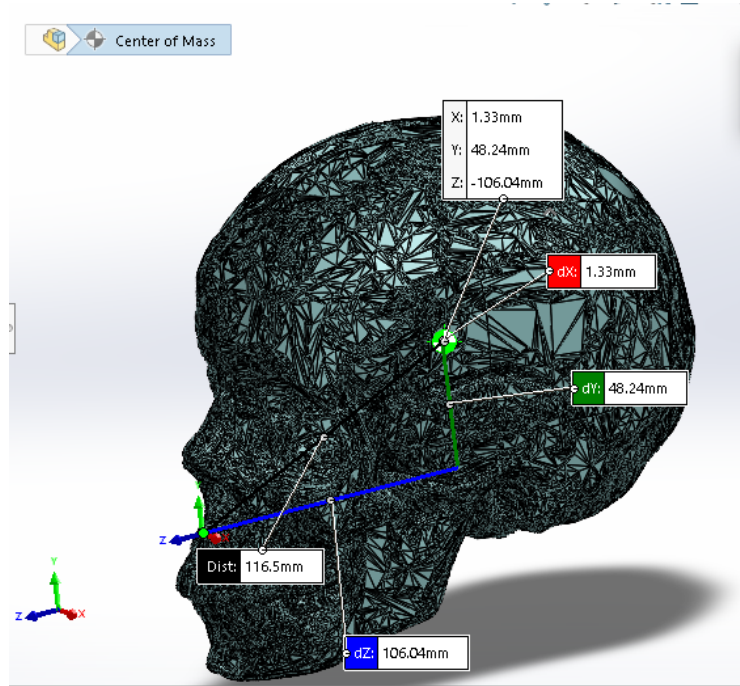 Center of Mass
X: 1.33mm
Y: 48.24mm
Z: -106.04mm
dX: 1.33mm
dY: 48.24mm
Z
X
Dist: 116.5mm
Y
Z
X
dZ: 106.04mm